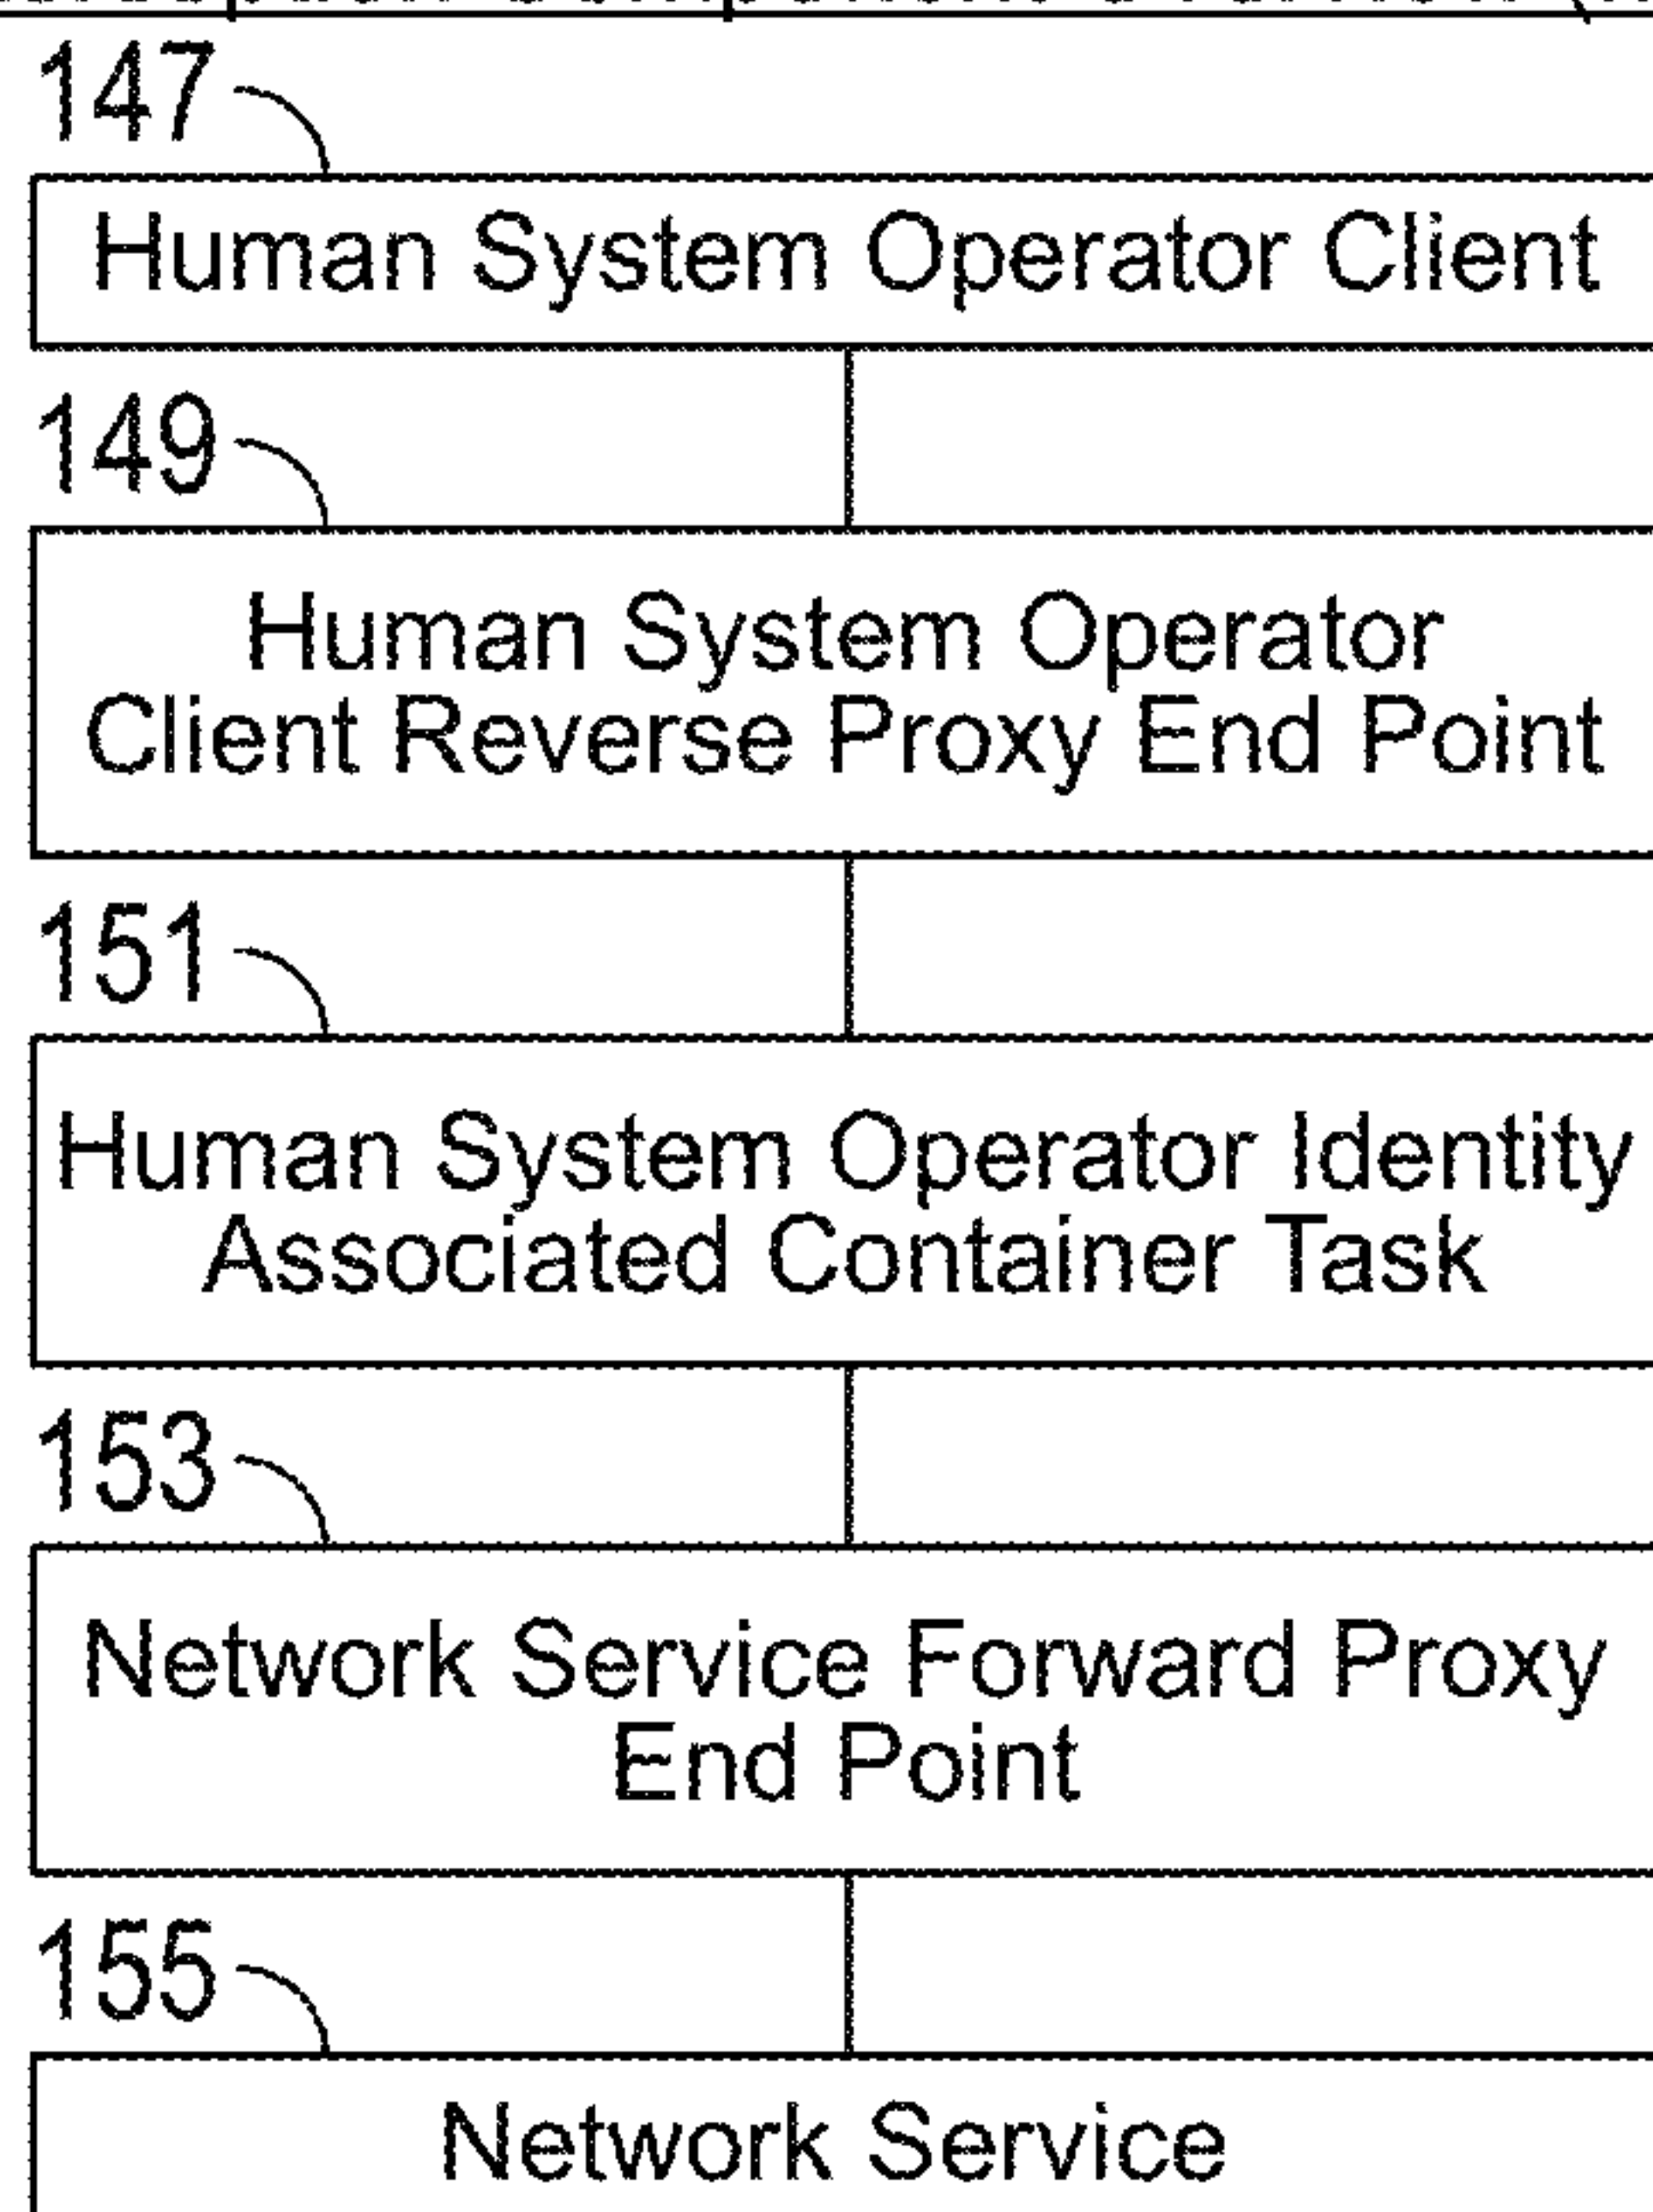 147
Human System Operator Client
149
Human System Operator
Client Reverse Proxy End Point
151
Human System Operator Identity
Associated Container Task
153
Network Service Forward Proxy
End Point
155
Network Service